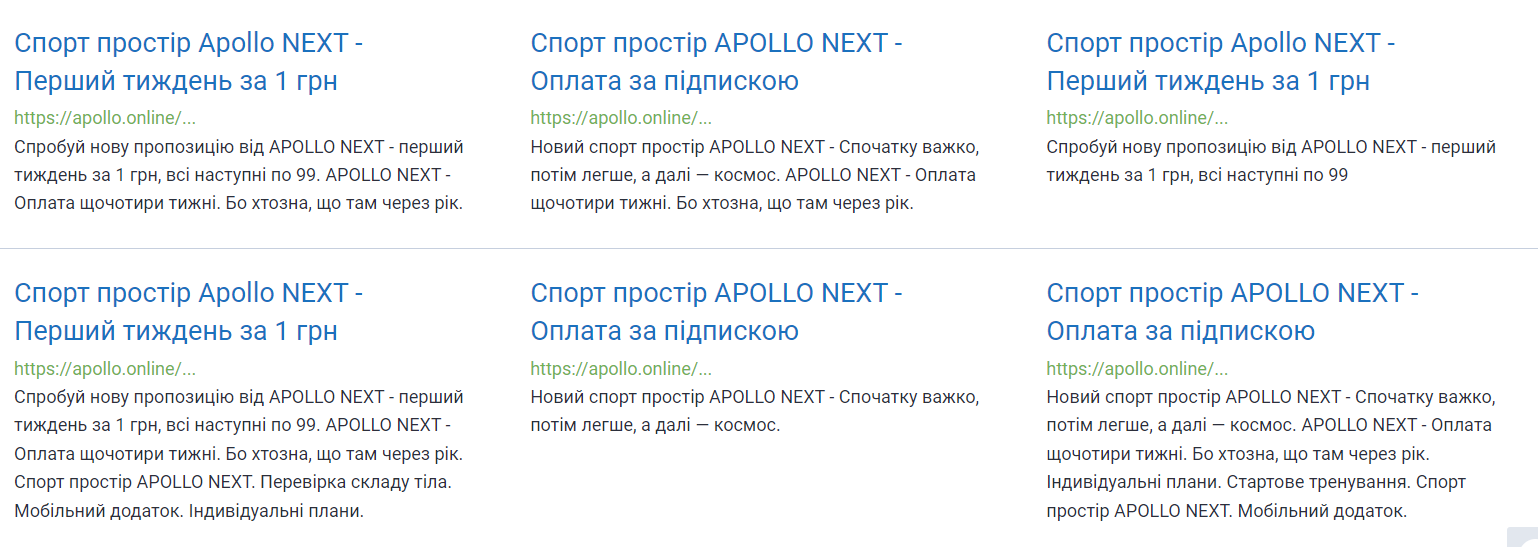 Спорт простір Apollo NEXT -
Перший тиждень за 1 грн
https://apollo.online/...
Спробуй нову пропозицію від APOLLO NEXT - перший
тиждень за 1 грн, всі наступні по 99. APOLLO NEXT -
Оплата щочотири тижні. Бо хтозна, що там через рік.
Спорт простір APOLLO NEXT -
Оплата за підпискою
https://apollo.online/...
Новий спорт простір APOLLO NEXT - Спочатку важко,
потім легше, а далі — космос. APOLLO NEXT - Оплата
щочотири тижні. Бо хтозна, що там через рік.
Спорт простір Apollo NEXT -
Перший тиждень за 1 грн
https://apollo.online/...
Спробуй нову пропозицію від APOLLO NEXT - перший
тиждень за 1 грн, всі наступні по 99
Спорт простір Apollo NEXT -
Перший тиждень за 1 грн
https://apollo.online/...
Спробуй нову пропозицію від APOLLO NEXT - перший
тиждень за 1 грн, всі наступні по 99. APOLLO NEXT -
Оплата щочотири тижні. Бо хтозна, що там через рік.
Спорт простір APOLLO NEXT. Перевірка складу тіла.
Мобільний додаток. Індивідуальні плани.
Спорт простір APOLLO NEXT -
Оплата за підпискою
https://apollo.online/...
Новий спорт простір APOLLO NEXT - Спочатку важко,
потім легше, а далі — космос.
Спорт простір APOLLO NEXT -
Оплата за підпискою
https://apollo.online/...
Новий спорт простір APOLLO NEXT - Спочатку важко,
потім легше, а далі — космос. APOLLO NEXT - Оплата
щочотири тижні. Бо хтозна, що там через рік.
Індивідуальні плани. Стартове тренування. Спорт
простір APOLLO NEXT. Мобільний додаток.